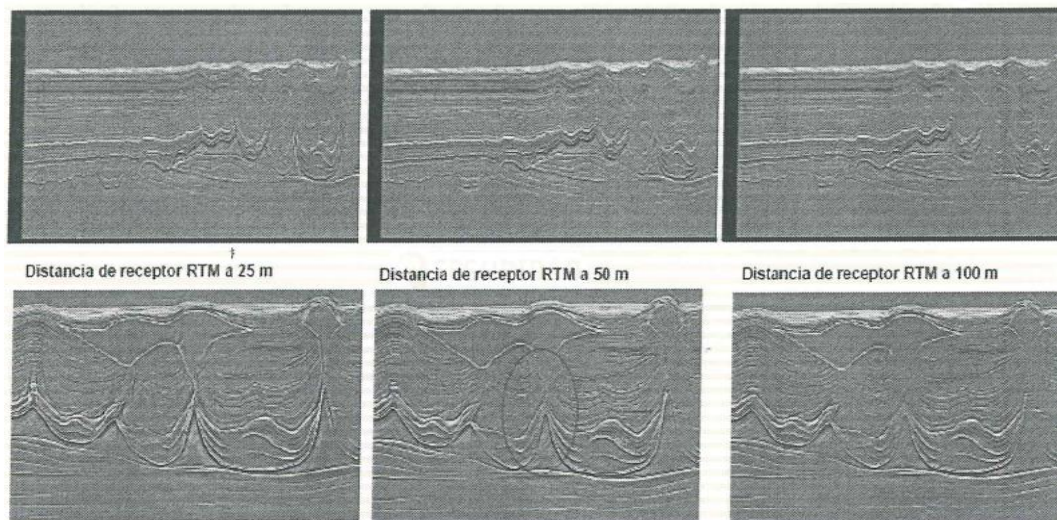 Distancia de receptor RTM a 25 m
Distancia de receptor RTM a 50 m
Distancia de receptor RTM a 100 m